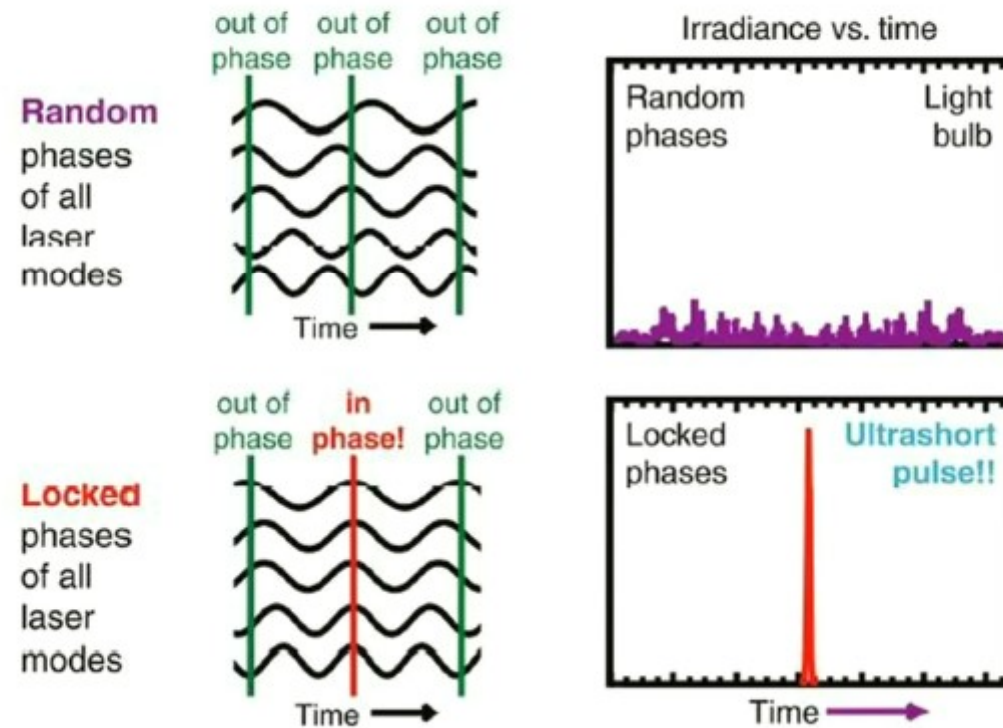 out of out of out of
phase phase phase
Random
phases
of all
laser
modes
Time
Irradiance vs. time
Random Light
phases bulb
out of in out of
phase phase! phase
Locked
phases
of all
laser
modes
Time
Locked Ultrashort
phases pulse!!
Time